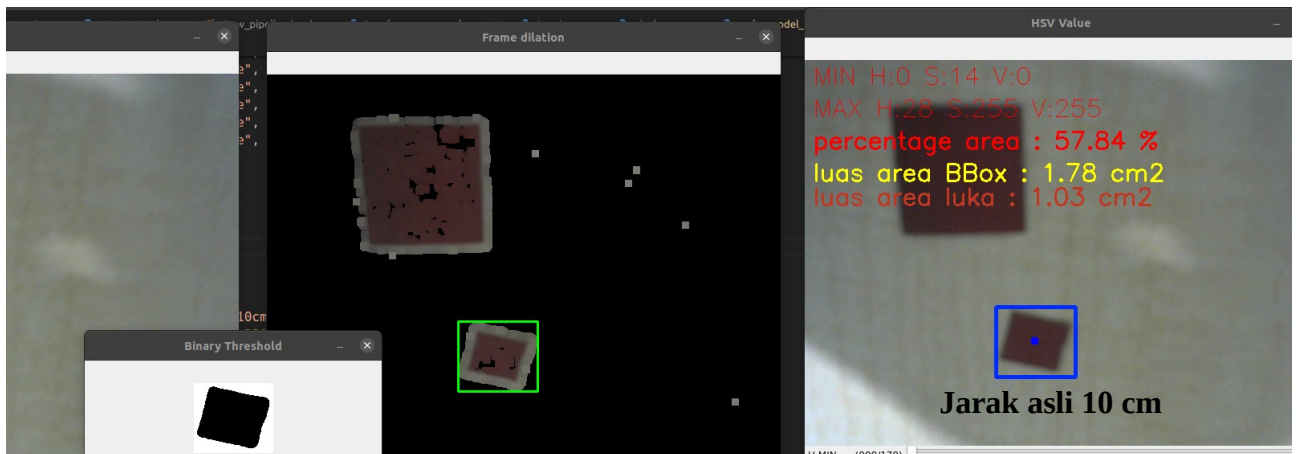 Frame dilation
HSV Value
MIN H:0 S:14 V:0
MAX H:28 S:255 V:255
percentage area : 57.84 %
luas area BBox : 1.78 cm2
luas area luka : 1.03 cm2
10cm
Binary Threshold
Jarak asli 10 cm